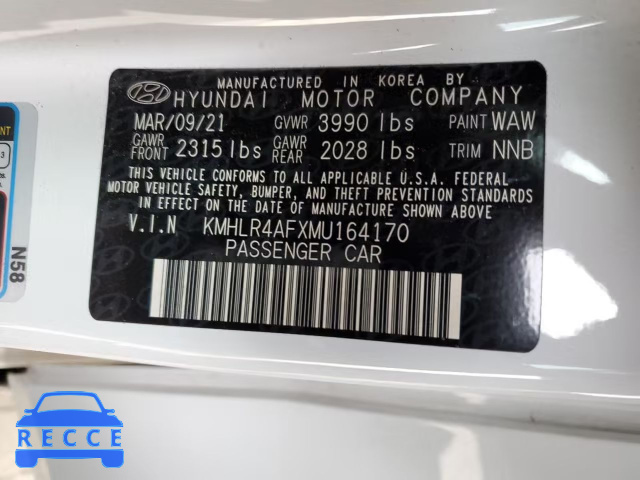 MANUFACTURED IN KOREA BY
HYUNDAI MOTOR COMPANY
MAR/09/21 GVWR 3990 lbs PAINT WAW
GAWR FRONT 2315 lbs GAWR REAR 2028 lbs TRIM NNB
THIS VEHICLE CONFORMS TO ALL APPLICABLE U.S.A. FEDERAL
MOTOR VEHICLE SAFETY, BUMPER, AND THEFT PREVENTION STANDARDS
IN EFFECT ON THE DATE OF MANUFACTURE SHOWN ABOVE.
V.I.N KMHLR4AFXMU164170
PASSENGER CAR
NT
3
N58
RECCE